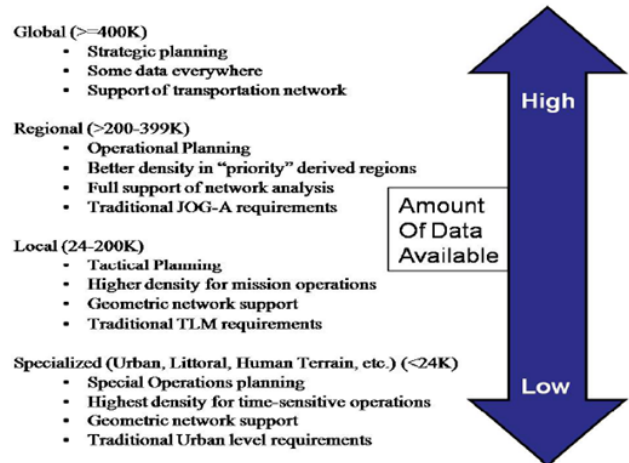 Global (>=400K)
• Strategic planning
• Some data everywhere
• Support of transportation network
Regional (>200-399K)
• Operational Planning
• Better density in “priority” derived regions
• Full support of network analysis
• Traditional JOG-A requirements
Local (24-200K)
• Tactical Planning
• Higher density for mission operations
• Geometric network support
• Traditional TLM requirements
Specialized (Urban, Littoral, Human Terrain, etc.) (<24K)
• Special Operations planning
• Highest density for time-sensitive operations
• Geometric network support
• Traditional Urban level requirements
High
Amount
Of Data
Available
Low